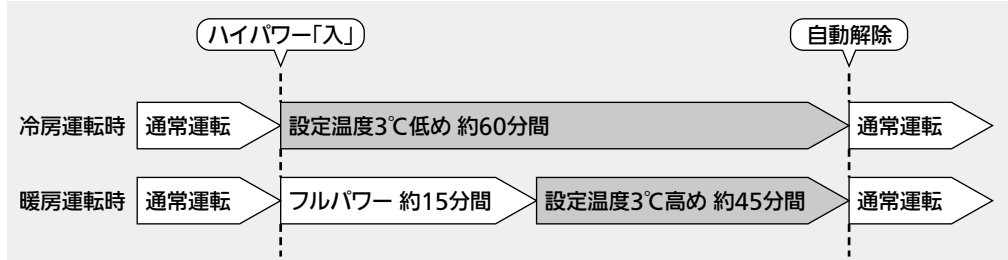 ハイパワー「入」
自動解除
冷房運転時
通常運転
設定温度3℃低め 約60分間
通常運転
暖房運転時
通常運転
フルパワー 約15分間
設定温度3℃高め 約45分間
通常運転